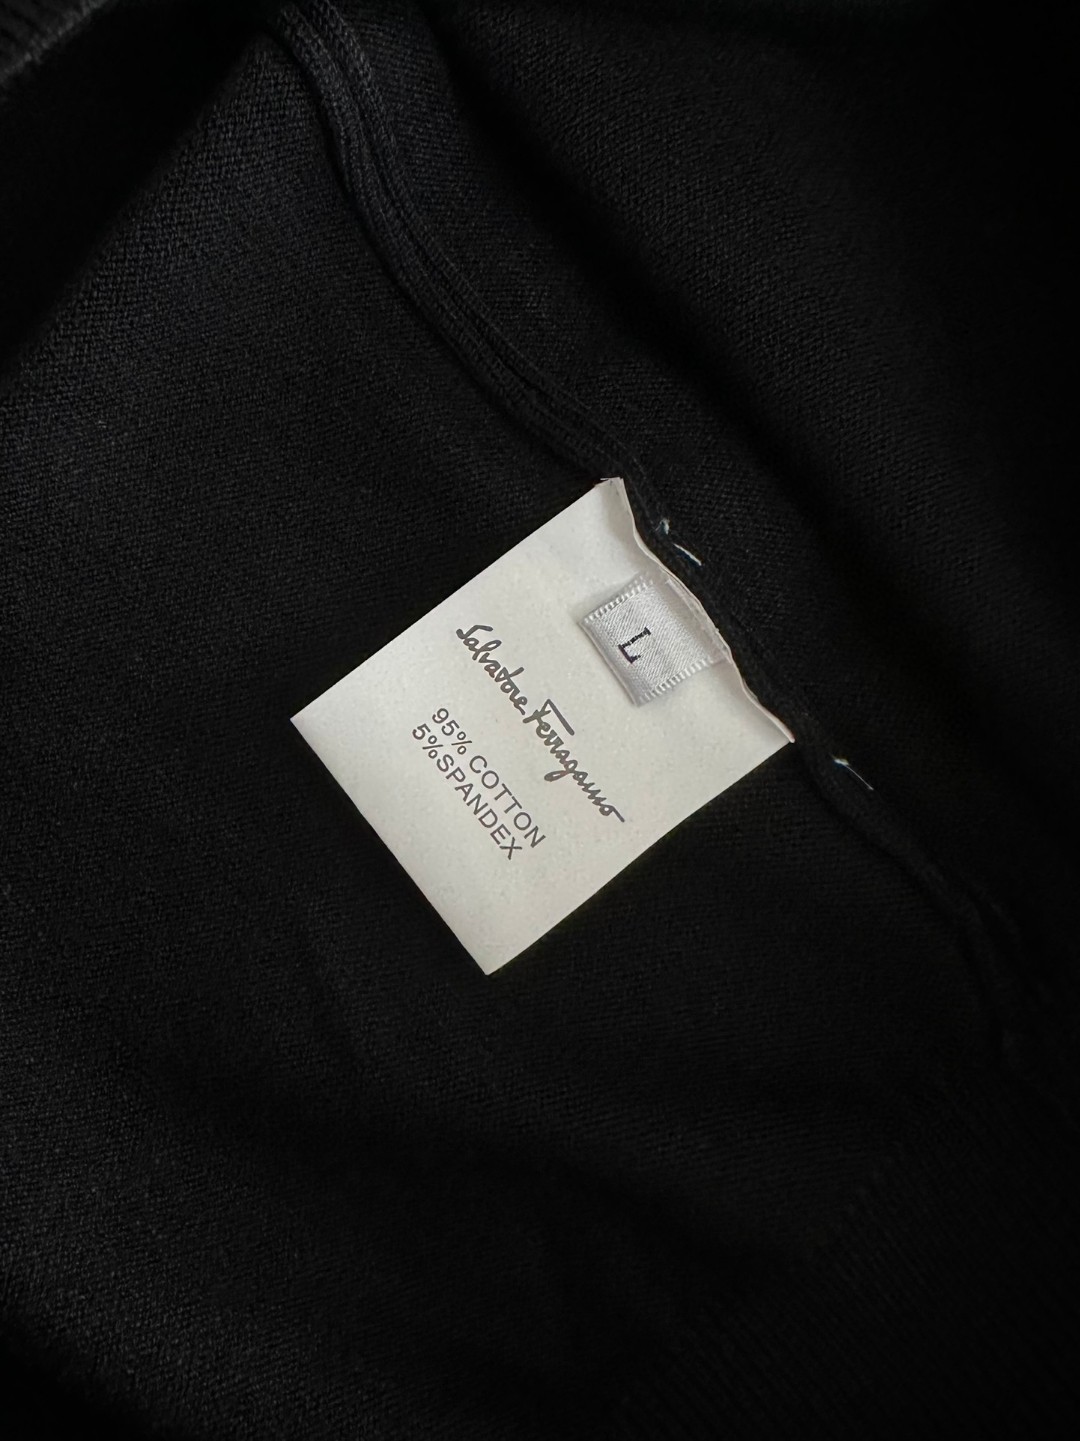 L
Salvatore Ferragamo
95% COTTON
5%SPANDEX